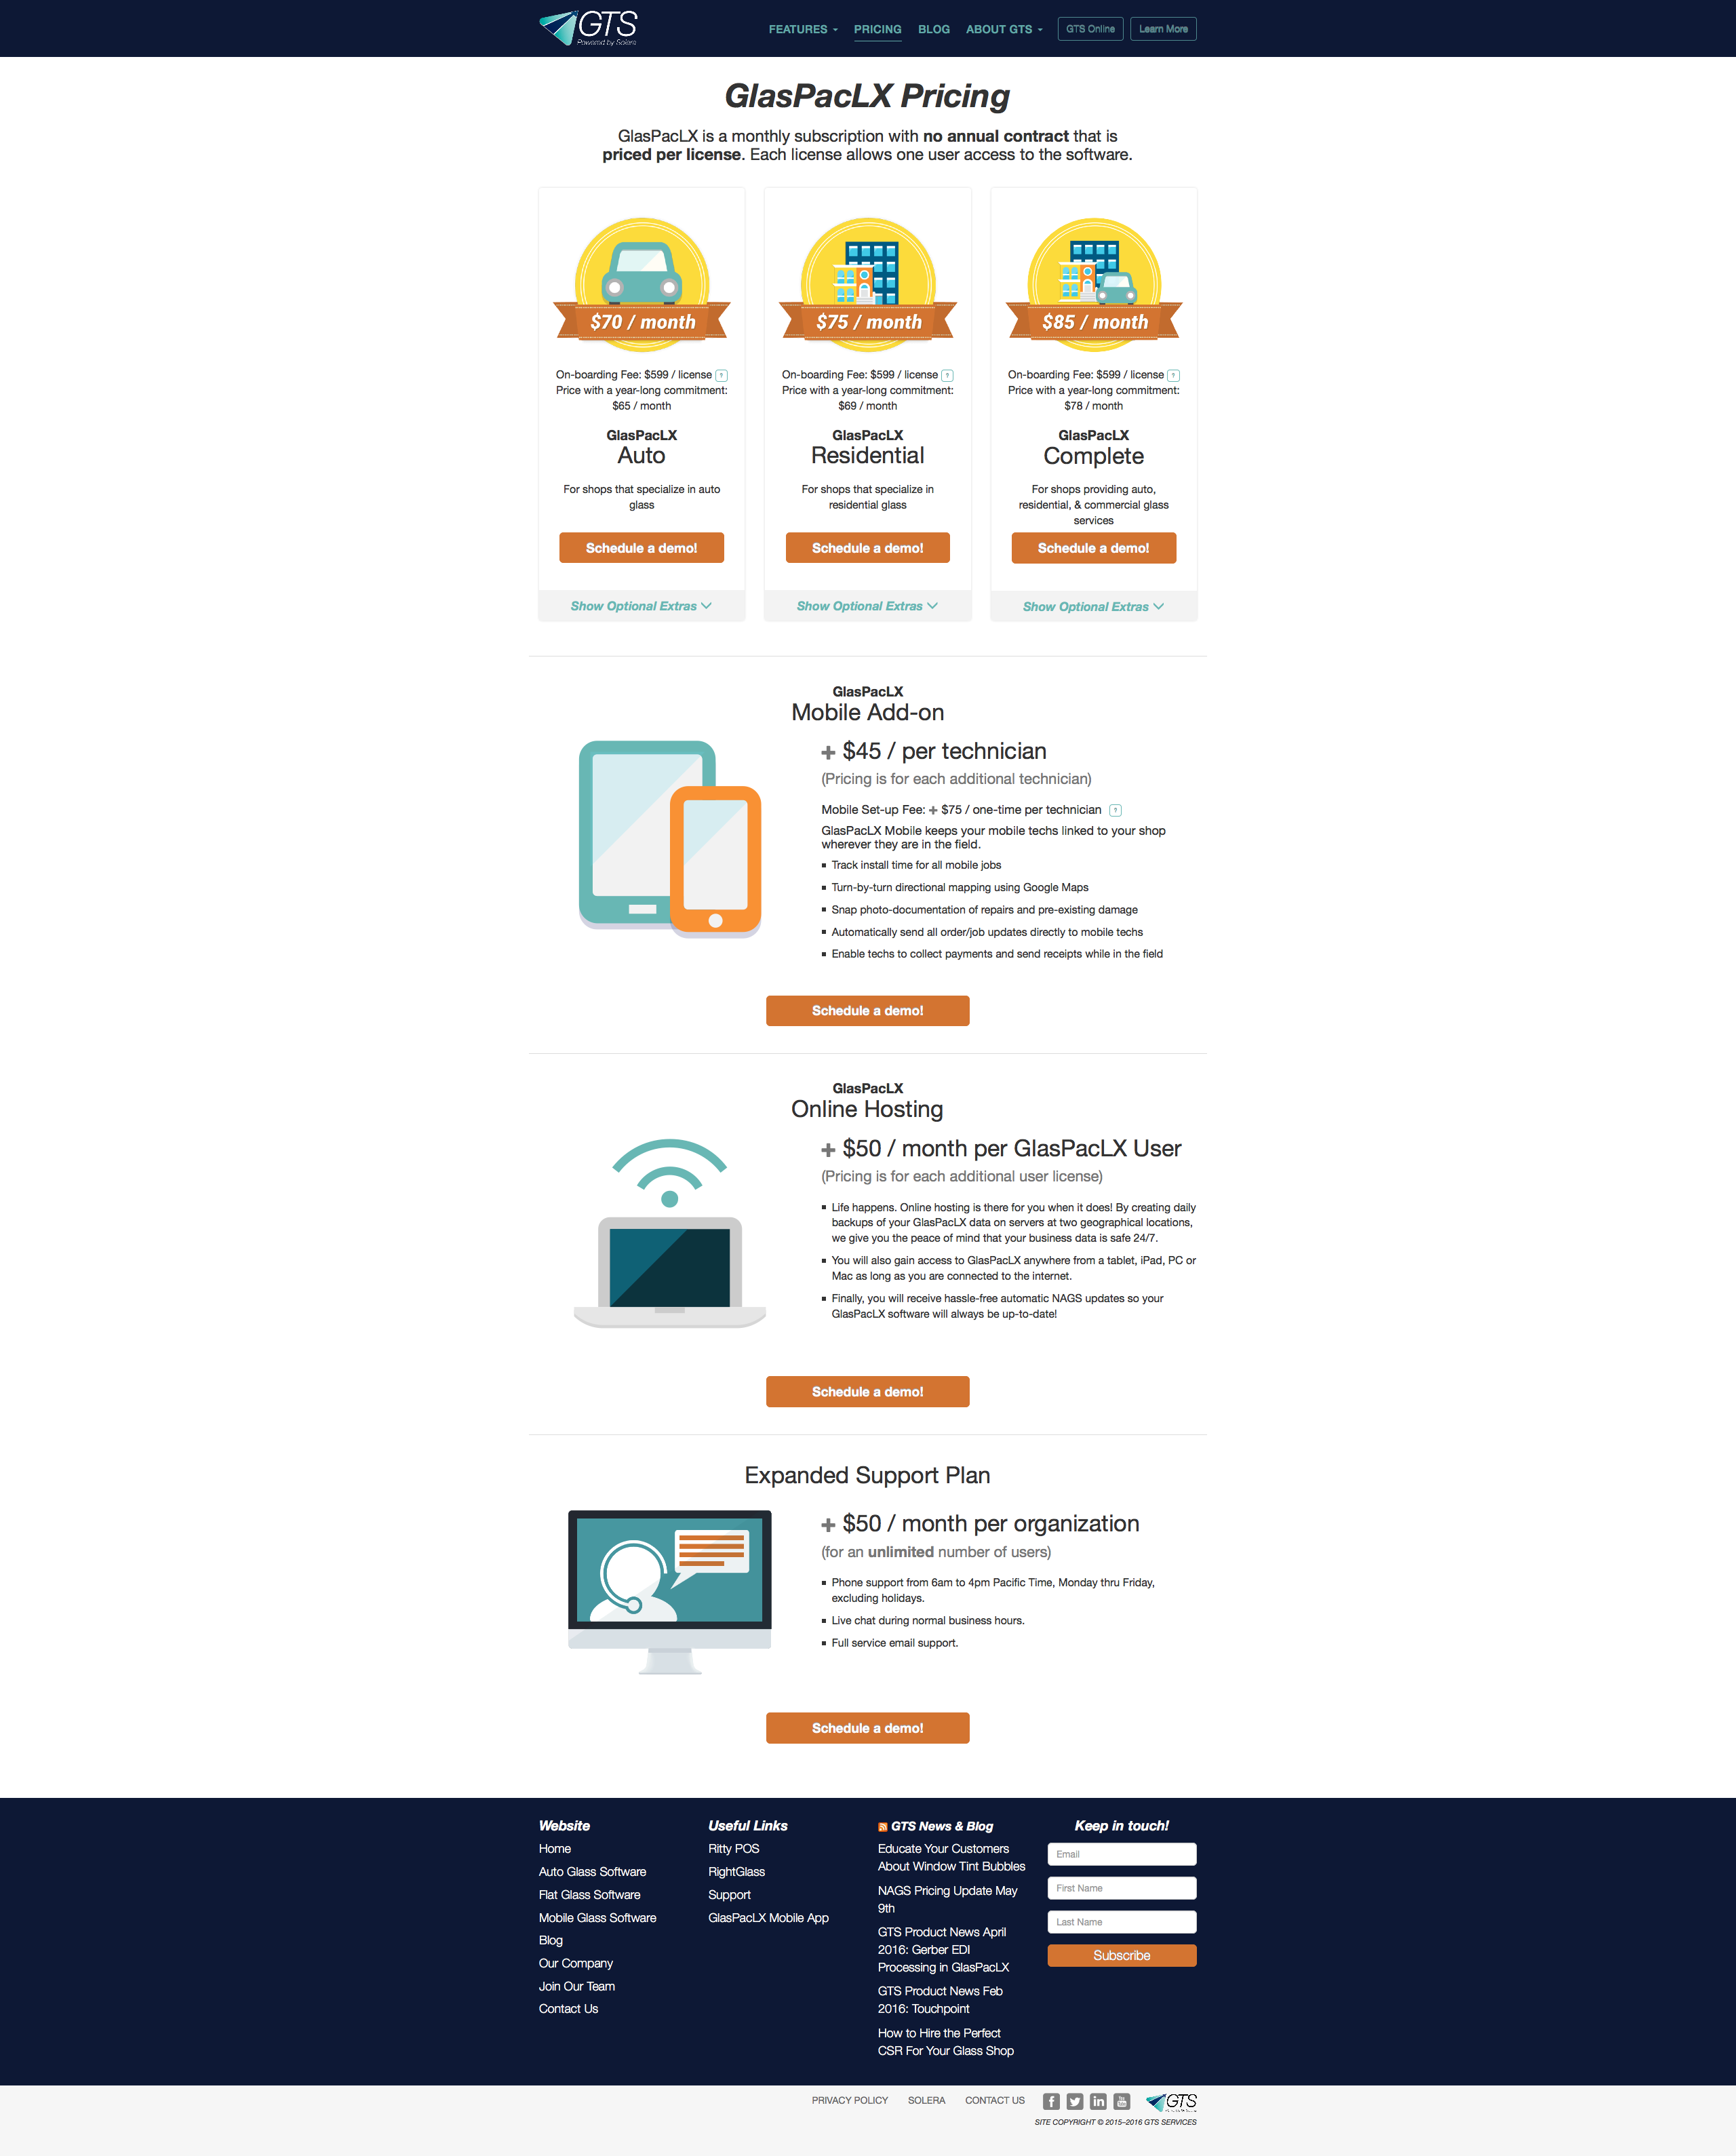 GTS
Powered by Solera
FEATURES
PRICING
BLOG
ABOUT GTS
GTS Online
Learn More
GlasPacLX Pricing
GlasPacLX is a monthly subscription with no annual contract that is
priced per license. Each license allows one user access to the software.
$70 / month
On-boarding Fee: $599 / license ?
Price with a year-long commitment:
$65 / month
GlasPacLX
Auto
For shops that specialize in auto
glass
Schedule a demo!
Show Optional Extras
$75 / month
On-boarding Fee: $599 / license ?
Price with a year-long commitment:
$69 / month
GlasPacLX
Residential
For shops that specialize in
residential glass
Schedule a demo!
Show Optional Extras
$85 / month
On-boarding Fee: $599 / license ?
Price with a year-long commitment:
$78 / month
GlasPacLX
Complete
For shops providing auto,
residential, & commercial glass
services
Schedule a demo!
Show Optional Extras
GlasPacLX
Mobile Add-on
+ $45 / per technician
(Pricing is for each additional technician)
Mobile Set-up Fee: + $75 / one-time per technician ?
GlasPacLX Mobile keeps your mobile techs linked to your shop
wherever they are in the field.
Track install time for all mobile jobs
Turn-by-turn directional mapping using Google Maps
Snap photo-documentation of repairs and pre-existing damage
Automatically send all order/job updates directly to mobile techs
Enable techs to collect payments and send receipts while in the field
Schedule a demo!
GlasPacLX
Online Hosting
+ $50 / month per GlasPacLX User
(Pricing is for each additional user license)
Life happens. Online hosting is there for you when it does! By creating daily
backups of your GlasPacLX data on servers at two geographical locations,
we give you the peace of mind that your business data is safe 24/7.
You will also gain access to GlasPacLX anywhere from a tablet, iPad, PC or
Mac as long as you are connected to the internet.
Finally, you will receive hassle-free automatic NAGS updates so your
GlasPacLX software will always be up-to-date!
Schedule a demo!
Expanded Support Plan
+ $50 / month per organization
(for an unlimited number of users)
Phone support from 6am to 4pm Pacific Time, Monday thru Friday,
excluding holidays.
Live chat during normal business hours.
Full service email support.
Schedule a demo!
Website
Home
Auto Glass Software
Flat Glass Software
Mobile Glass Software
Blog
Our Company
Join Our Team
Contact Us
Useful Links
Ritty POS
RightGlass
Support
GlasPacLX Mobile App
GTS News & Blog
Educate Your Customers
About Window Tint Bubbles
NAGS Pricing Update May
9th
GTS Product News April
2016: Gerber EDI
Processing in GlasPacLX
GTS Product News Feb
2016: Touchpoint
How to Hire the Perfect
CSR For Your Glass Shop
Keep in touch!
Email
First Name
Last Name
Subscribe
PRIVACY POLICY
SOLERA
CONTACT US
GTS
SITE COPYRIGHT © 2015–2016 GTS SERVICES